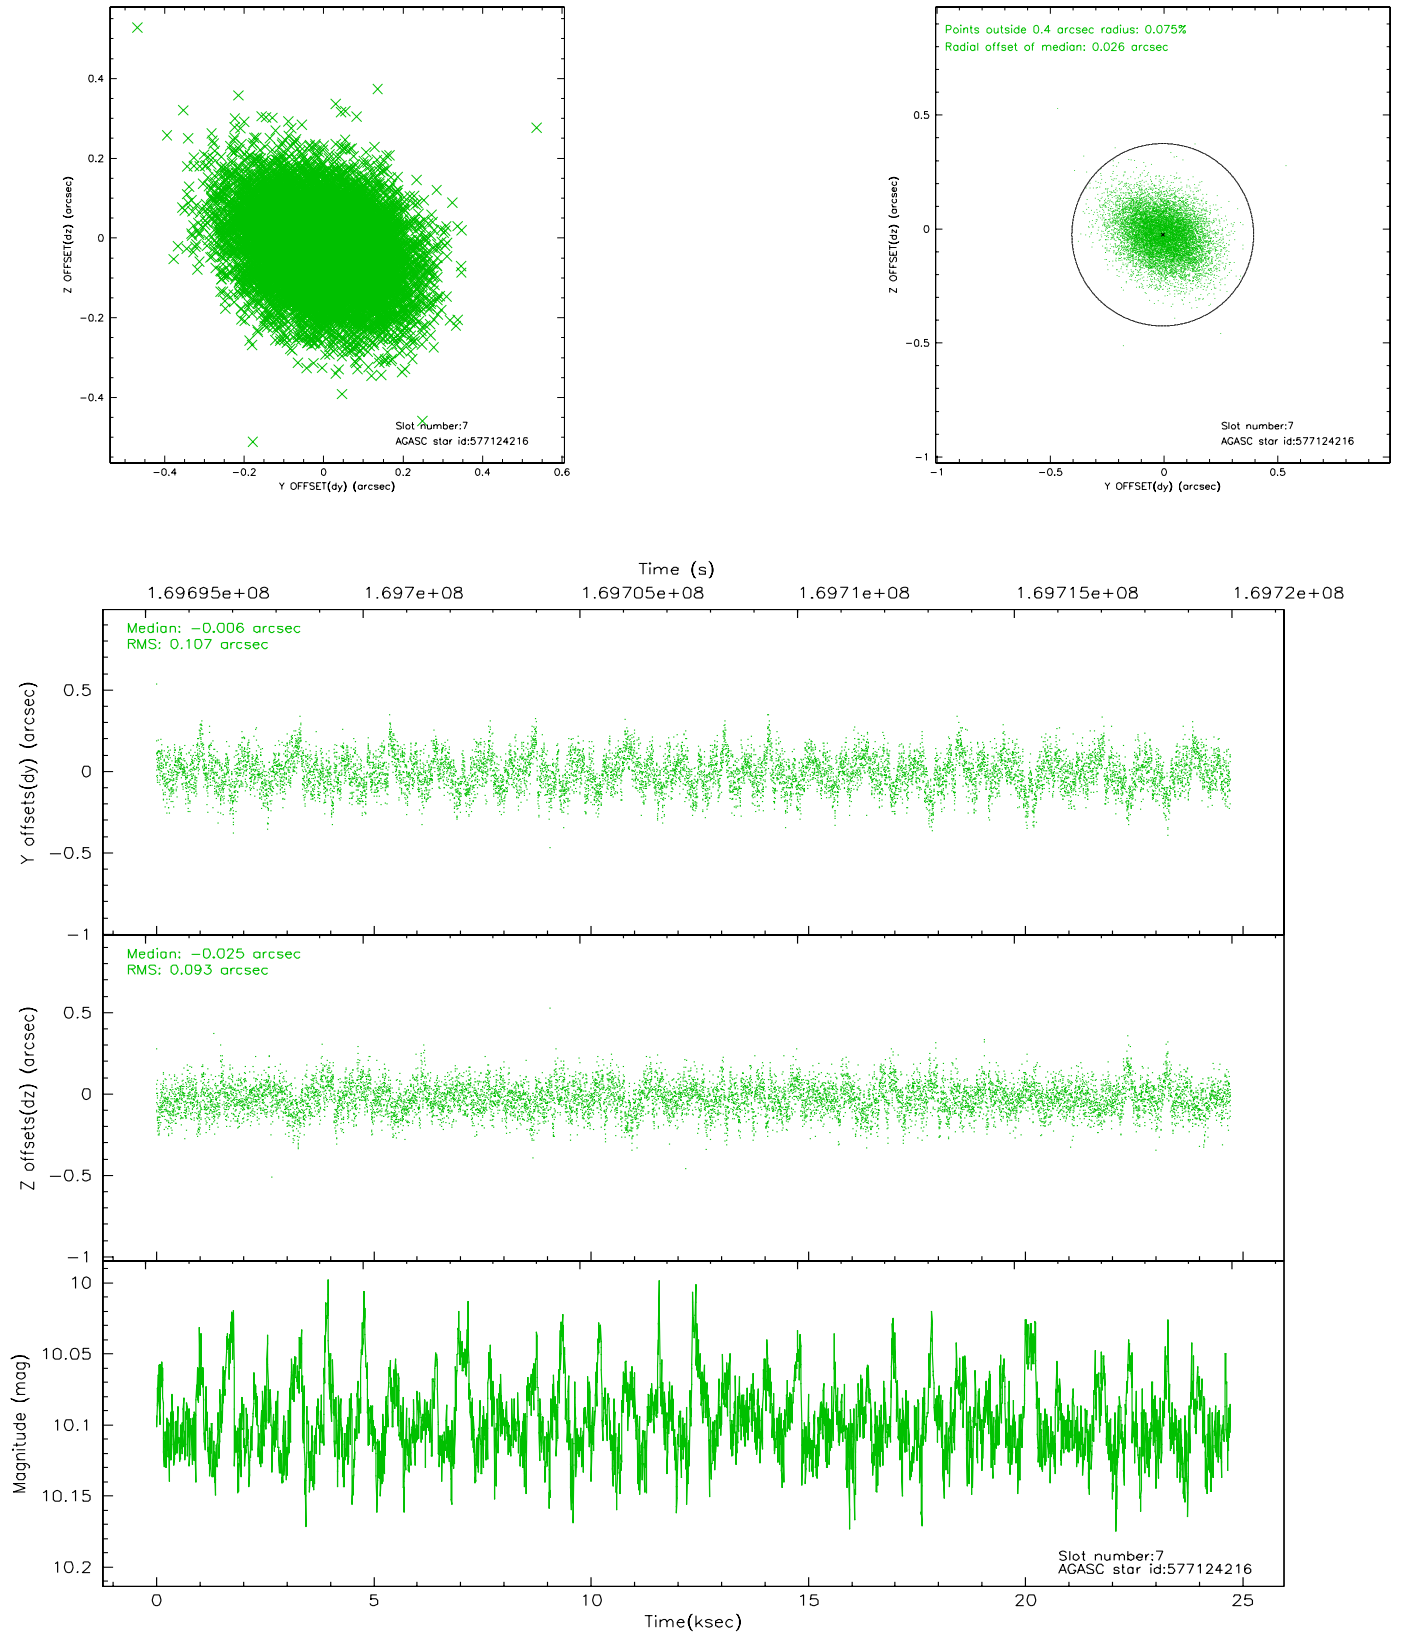 0.4
0.2
0
−0.2
−0.4
Z OFFSET(dz) (arcsec)
−0.4 −0.2 0 0.2 0.4 0.6
Y OFFSET(dy) (arcsec)
Slot number:7
AGASC star id:577124216
Points outside 0.4 arcsec radius: 0.075%
Radial offset of median: 0.026 arcsec
0.5
0
−0.5
−1
Z OFFSET(dz) (arcsec)
−1 −0.5 0 0.5
Y OFFSET(dy) (arcsec)
Slot number:7
AGASC star id:577124216
Time (s)
1.69695e+08 1.697e+08 1.69705e+08 1.6971e+08 1.69715e+08 1.6972e+08
Median: −0.006 arcsec
RMS: 0.107 arcsec
0.5
0
−0.5
−1
Y offsets(dy) (arcsec)
Median: −0.025 arcsec
RMS: 0.093 arcsec
0.5
0
−0.5
−1
Z offsets(dz) (arcsec)
10
10.05
10.1
10.15
10.2
Magnitude (mag)
Slot number:7
AGASC star id:577124216
0 5 10 15 20 25
Time(ksec)